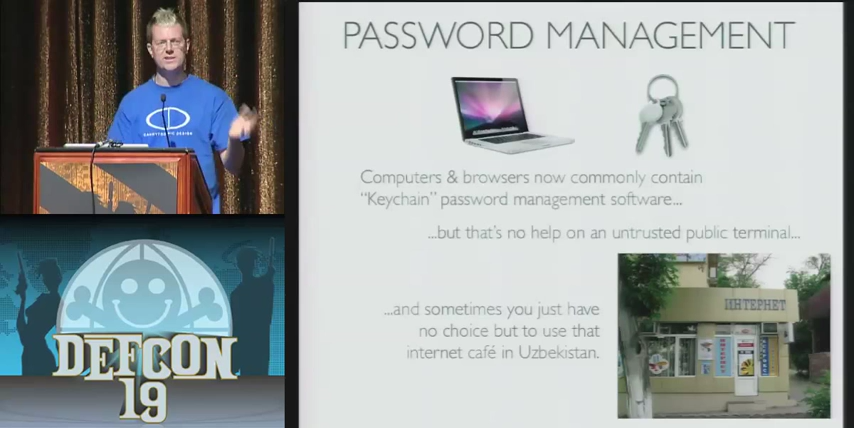 PASSWORD MANAGEMENT
Computers & browsers now commonly contain
“Keychain” password management software...
...but that’s no help on an untrusted public terminal...
...and sometimes you just have
no choice but to use that
internet café in Uzbekistan.
ИНТЕРНЕТ
DEFCON
19